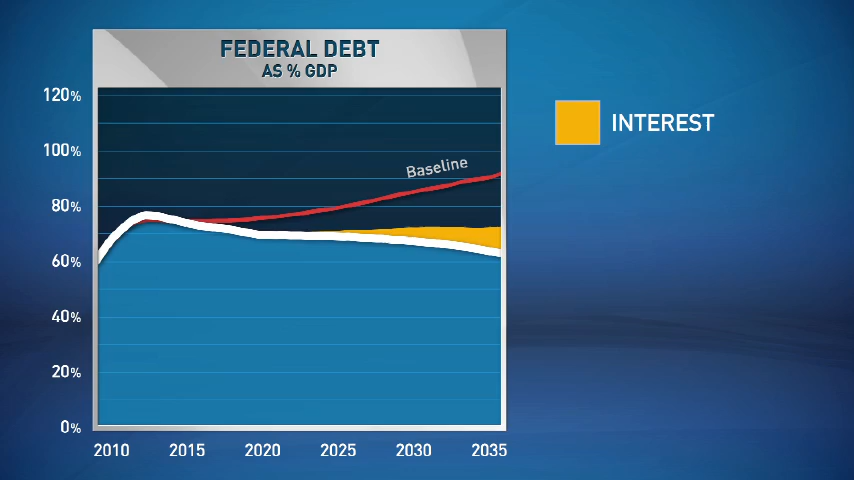 FEDERAL DEBT
AS % GDP
120%
100%
80%
60%
40%
20%
0%
2010 2015 2020 2025 2030 2035
Baseline
INTEREST